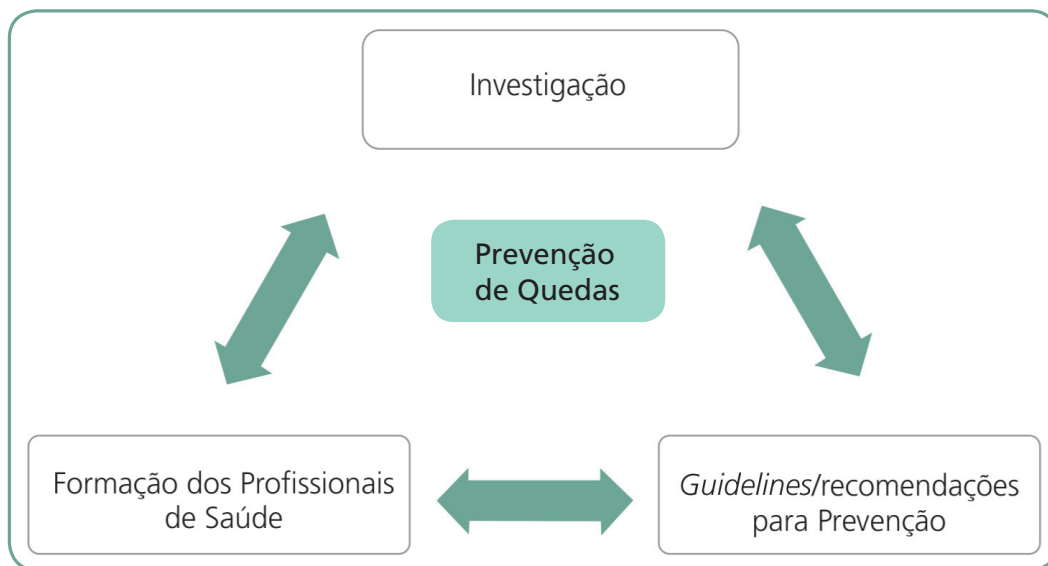 Investigação
Prevenção
de Quedas
Formação dos Profissionais
de Saúde
Guidelines/recomendações
para Prevenção